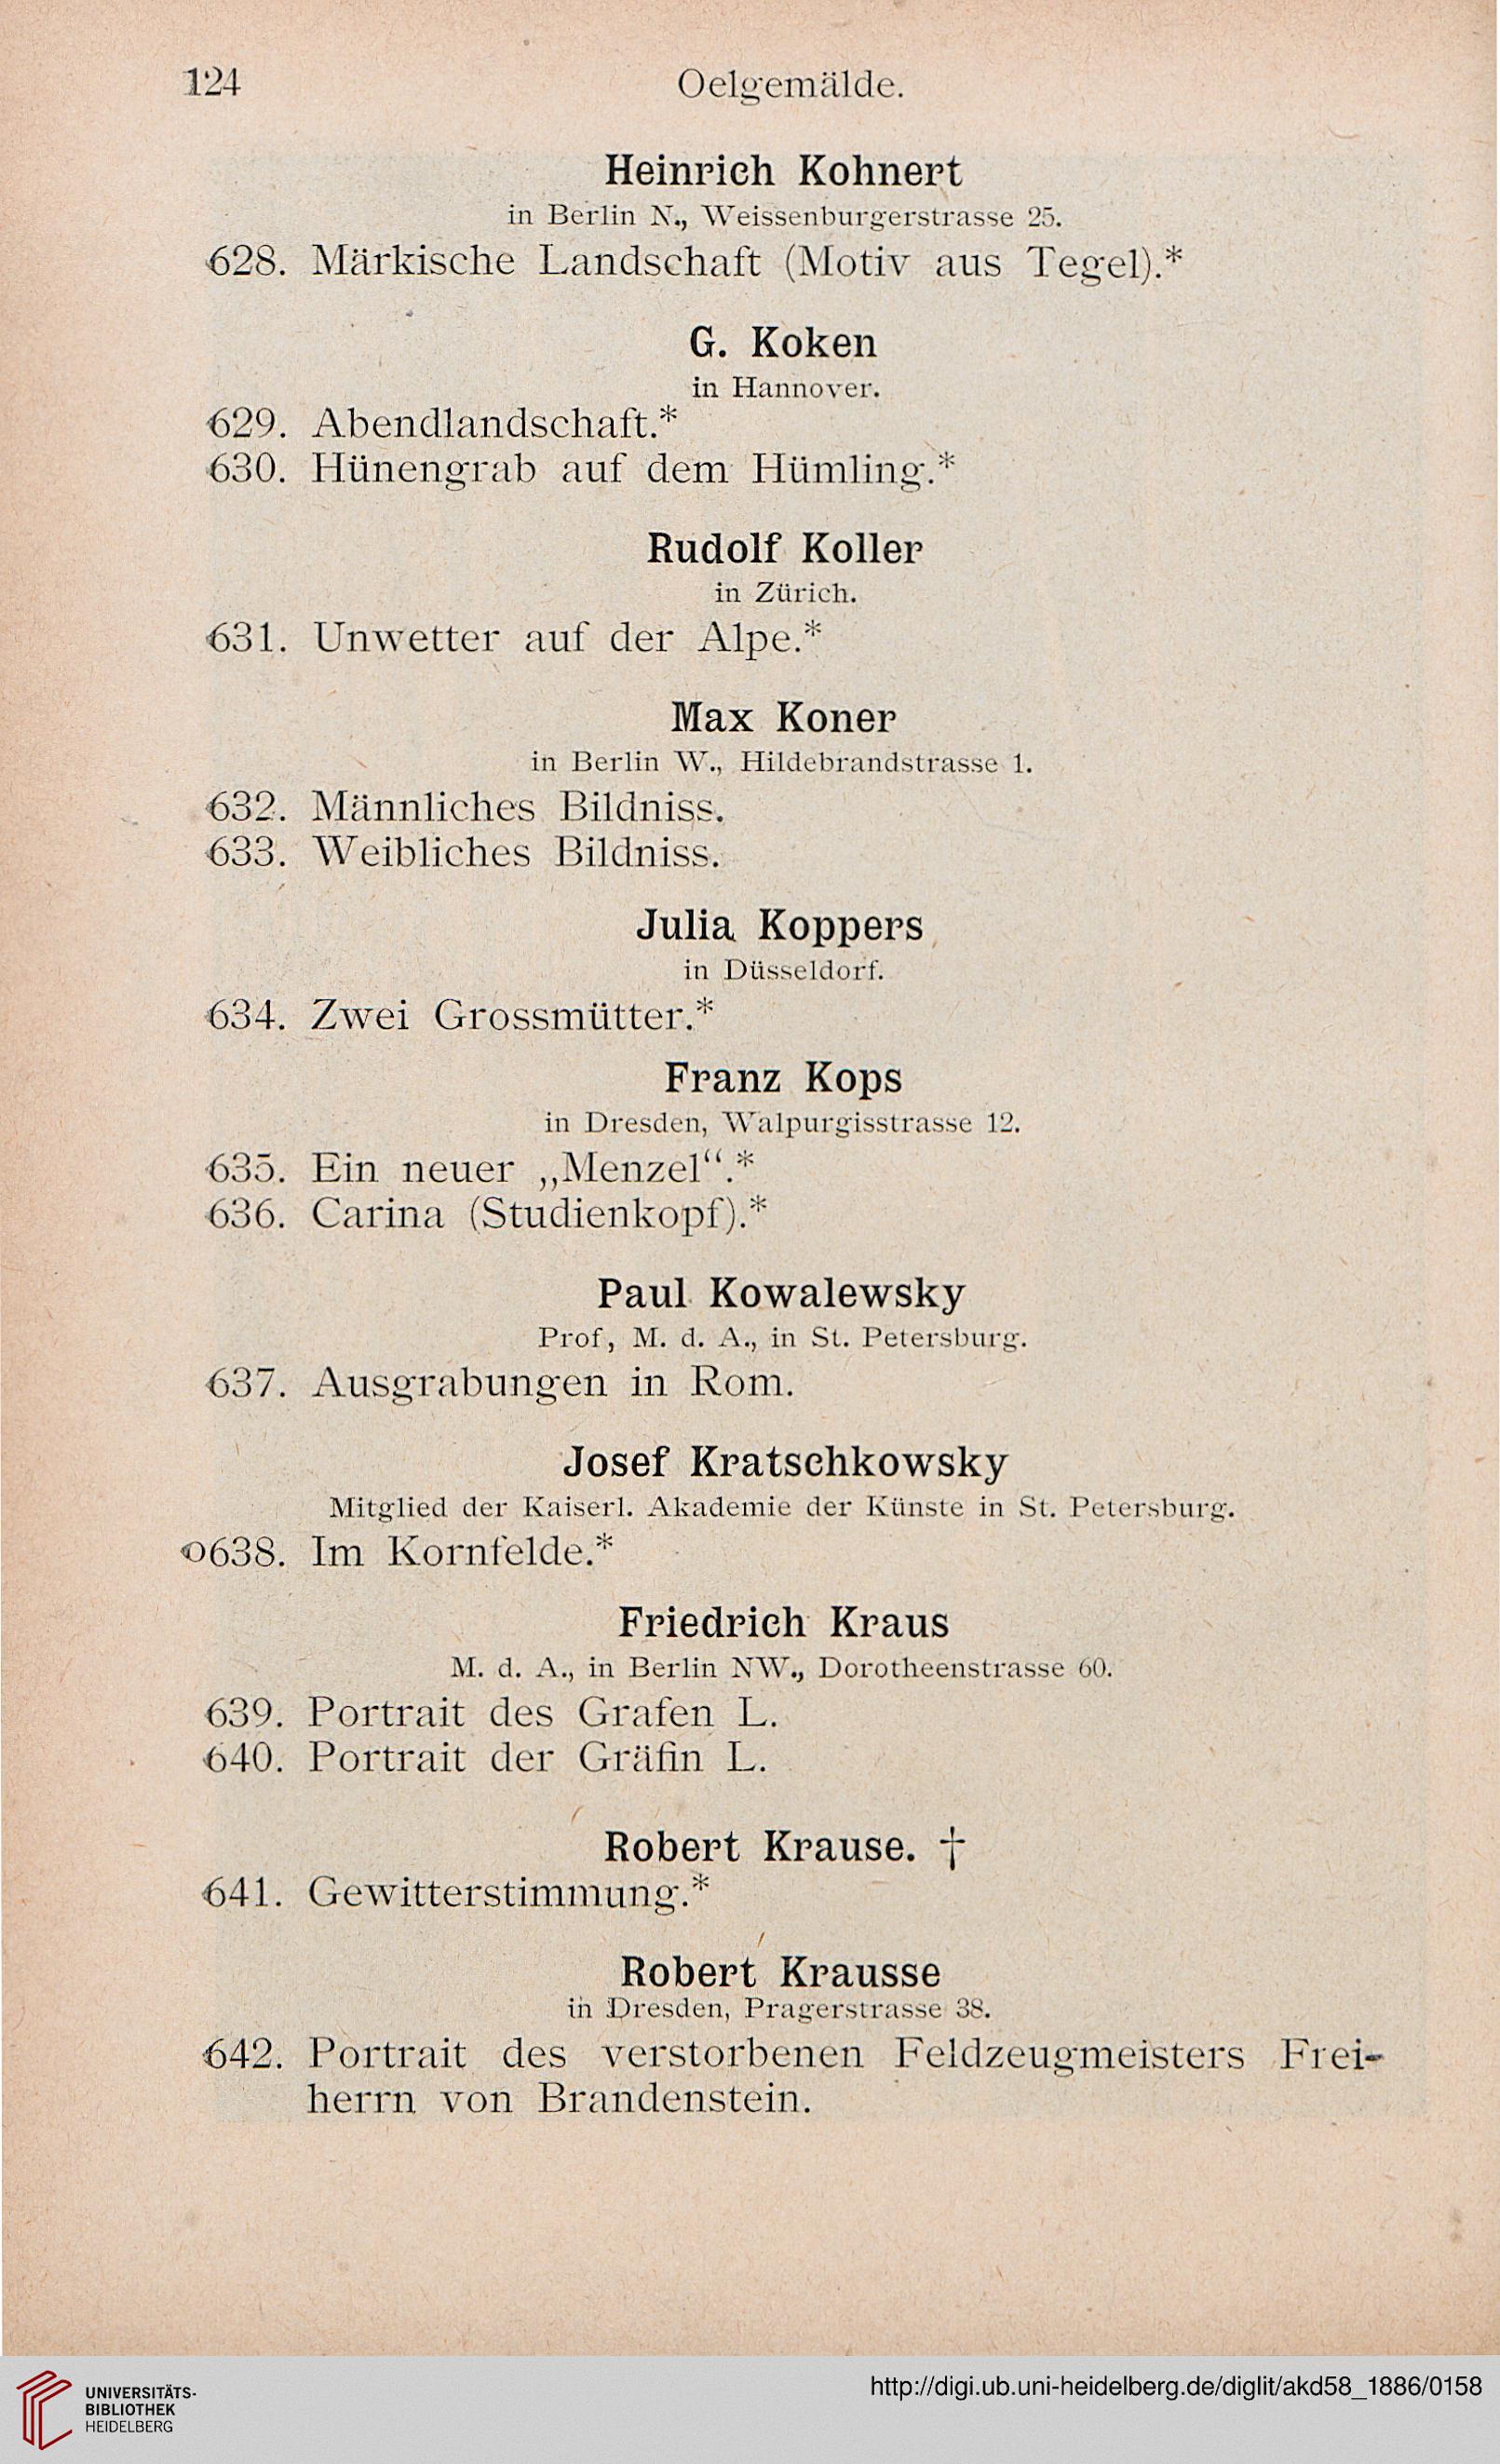 124
Oelgemälde.
Heinrich Kohnert
in Berlin N., Weissenburgerstrasse 25.
628. Märkische Landschaft (Motiv aus Tegel).*
G. Koken
in Hannover.
629. Abendlandschaft.*
630. Hünengrab auf dem Hümling.*
Rudolf Koller
in Zürich.
631. Unwetter auf der Alpe.*
Max Koner
in Berlin W., Hildebrandstrasse 1.
632. Männliches Bildniss.
633. Weibliches Bildniss.
Julia Koppers
in Düsseldorf.
634. Zwei Grossmütter.*
Franz Kops
in Dresden, Walpurgisstrasse 12.
635. Ein neuer „Menzel“.*
636. Carina (Studienkopf).*
Paul Kowalewsky
Prof, M. d. A., in St. Petersburg.
637. Ausgrabungen in Rom.
Josef Kratschkowsky
Mitglied der Kaiserl. Akademie der Künste in St. Petersburg.
o638. Im Kornfelde.*
Friedrich Kraus
M. d. A., in Berlin NW., Dorotheenstrasse 60.
639. Portrait des Grafen L.
640. Portrait der Gräfin L.
Robert Krause. †
641. Gewitterstimmung.*
Robert Krausse
in Dresden, Pragerstrasse 38.
642. Portrait des verstorbenen Feldzeugmeisters Frei-
herrn von Brandenstein.
UNIVERSITÄTS-
BIBLIOTHEK
HEIDELBERG
http://digi.ub.uni-heidelberg.de/diglit/akd58_1886/0158